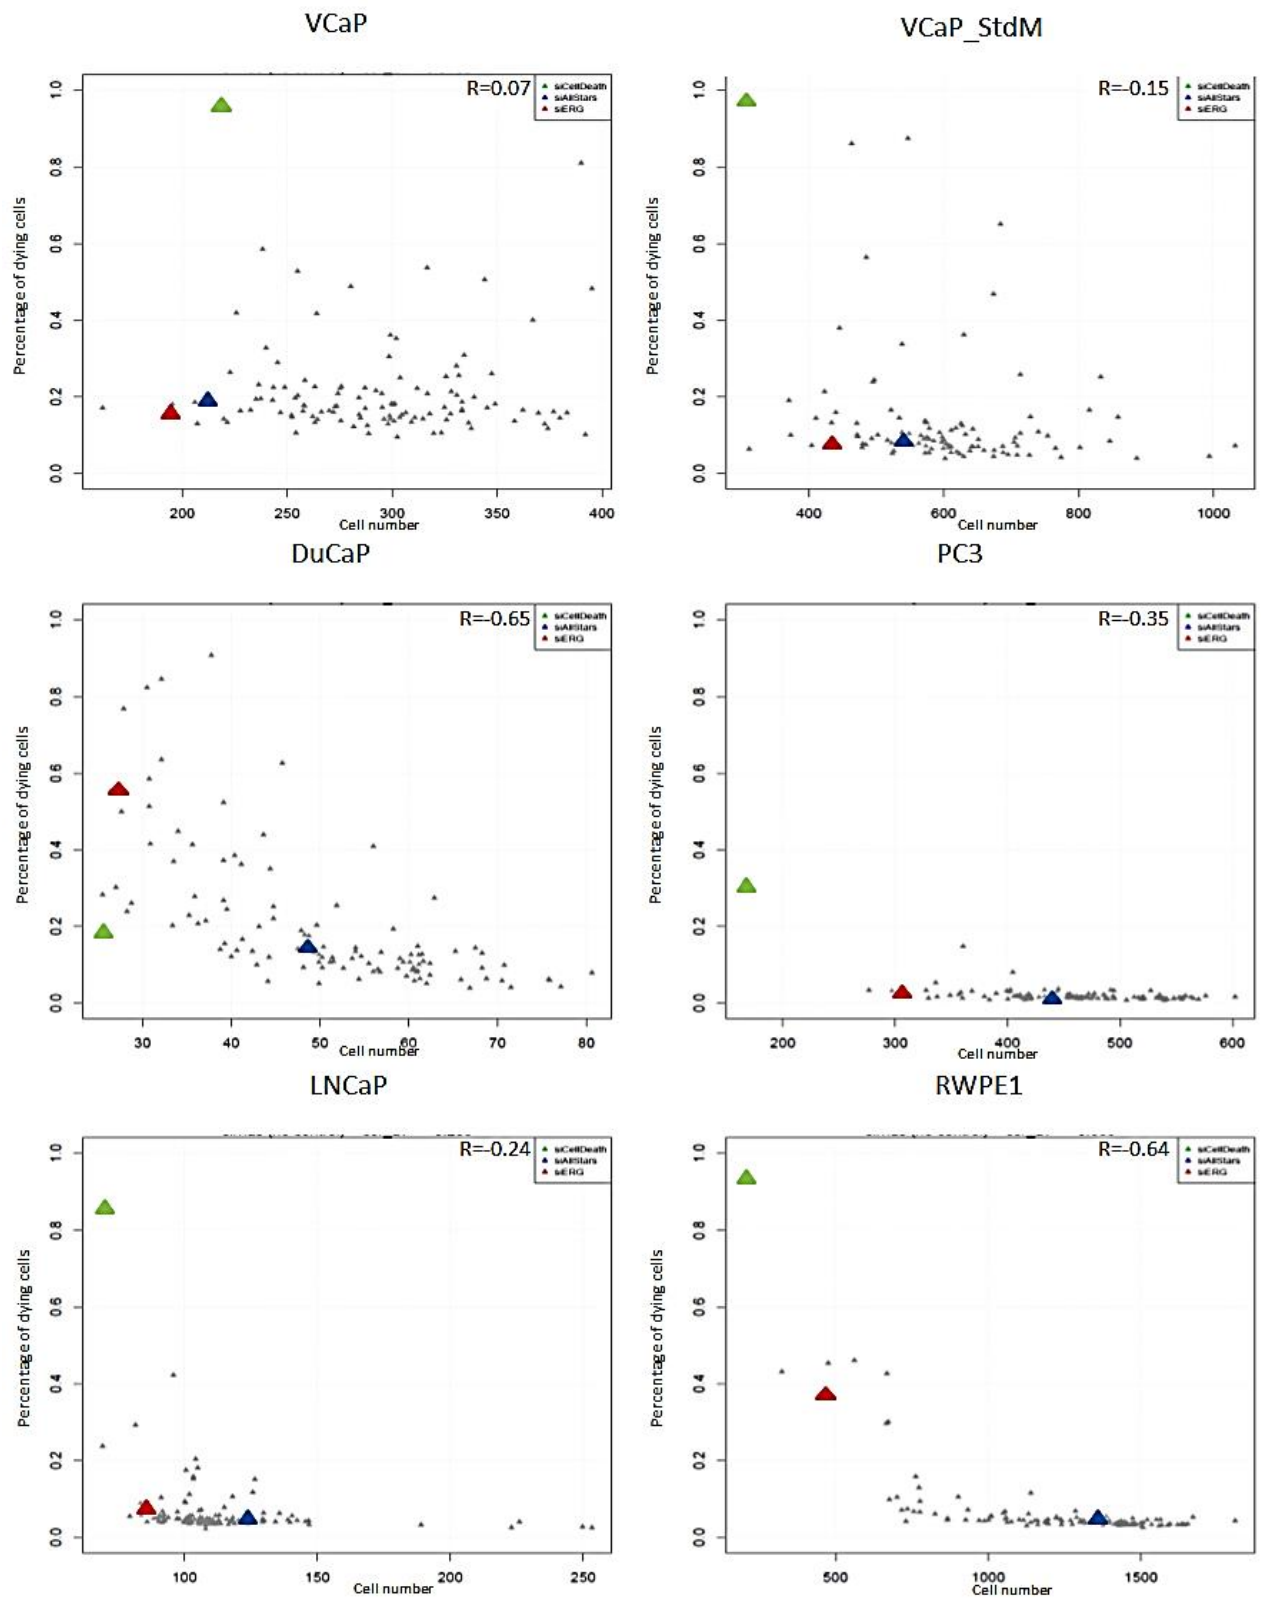 VCaP
VCaP_StdM
R=0.07
siCellDeath
siAllStars
siERG
Percentage of dying cells
0.0 0.2 0.4 0.6 0.8 1.0
200 250 300 350 400
Cell number
R=-0.15
siCellDeath
siAllStars
siERG
Percentage of dying cells
0.0 0.2 0.4 0.6 0.8 1.0
400 600 800 1000
Cell number
DuCaP
PC3
R=-0.65
siCellDeath
siAllStars
siERG
Percentage of dying cells
0.0 0.2 0.4 0.6 0.8 1.0
30 40 50 60 70 80
Cell number
R=-0.35
siCellDeath
siAllStars
siERG
Percentage of dying cells
0.0 0.2 0.4 0.6 0.8 1.0
200 300 400 500 600
Cell number
LNCaP
RWPE1
R=-0.24
siCellDeath
siAllStars
siERG
Percentage of dying cells
0.0 0.2 0.4 0.6 0.8 1.0
100 150 200 250
Cell number
R=-0.64
siCellDeath
siAllStars
siERG
Percentage of dying cells
0.0 0.2 0.4 0.6 0.8 1.0
500 1000 1500
Cell number